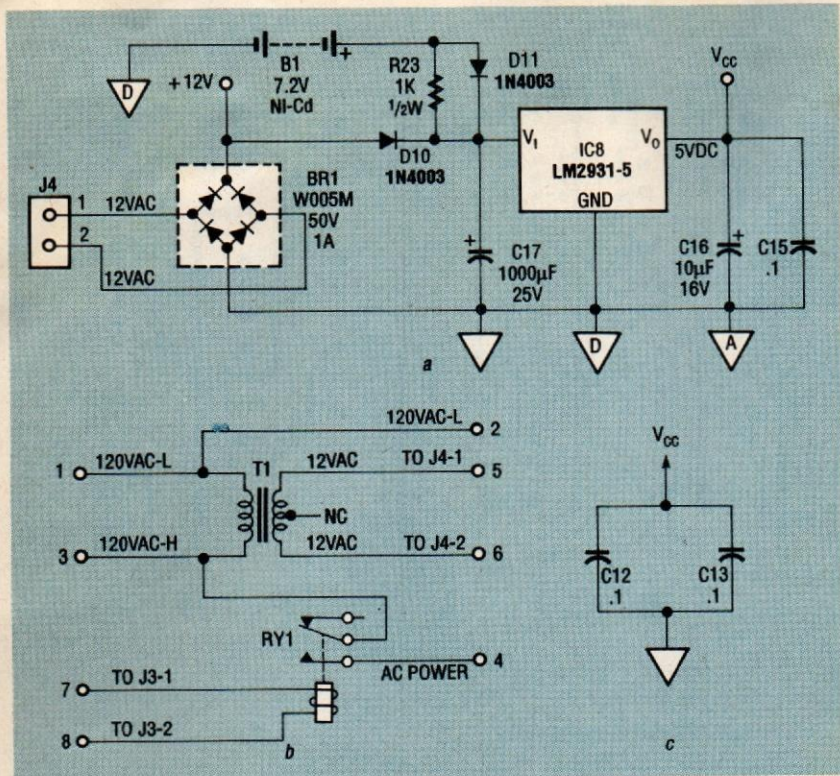 B1
7.2V
NI-Cd
+
D
+12V
R23
1K
1/2W
D11
1N4003
VCC
D10
1N4003
VI
IC8
LM2931-5
GND
VO
5VDC
J4
1
2
12VAC
12VAC
BR1
W005M
50V
1A
+
C17
1000µF
25V
+
C16
10µF
16V
C15
.1
D
A
a
120VAC-L
2
1
120VAC-L
T1
12VAC
TO J4-1
5
NC
3
120VAC-H
12VAC
TO J4-2
6
RY1
AC POWER
4
7
TO J3-1
8
TO J3-2
b
VCC
C12
.1
C13
.1
c